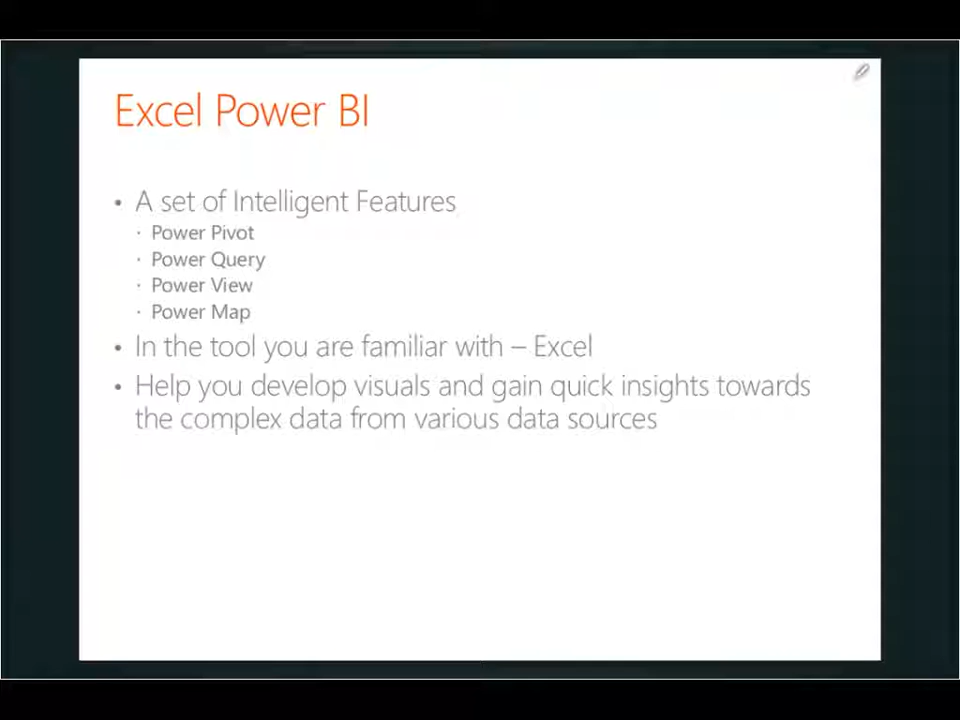 Excel Power BI
• A set of Intelligent Features
· Power Pivot
· Power Query
· Power View
· Power Map
• In the tool you are familiar with – Excel
• Help you develop visuals and gain quick insights towards
the complex data from various data sources